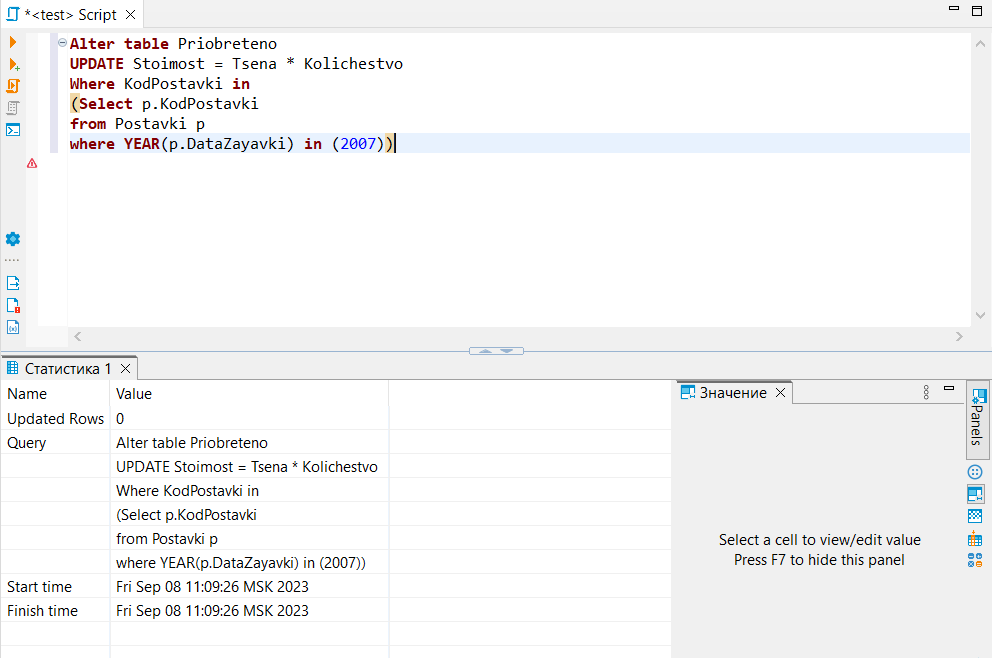 *<test> Script
Alter table Priobreteno
UPDATE Stoimost = Tsena * Kolichestvo
Where KodPostavki in
(Select p.KodPostavki
from Postavki p
where YEAR(p.DataZayavki) in (2007))
Статистика 1
Name Value
Updated Rows 0
Query Alter table Priobreteno
UPDATE Stoimost = Tsena * Kolichestvo
Where KodPostavki in
(Select p.KodPostavki
from Postavki p
where YEAR(p.DataZayavki) in (2007))
Start time Fri Sep 08 11:09:26 MSK 2023
Finish time Fri Sep 08 11:09:26 MSK 2023
Значение
Select a cell to view/edit value
Press F7 to hide this panel
Panels